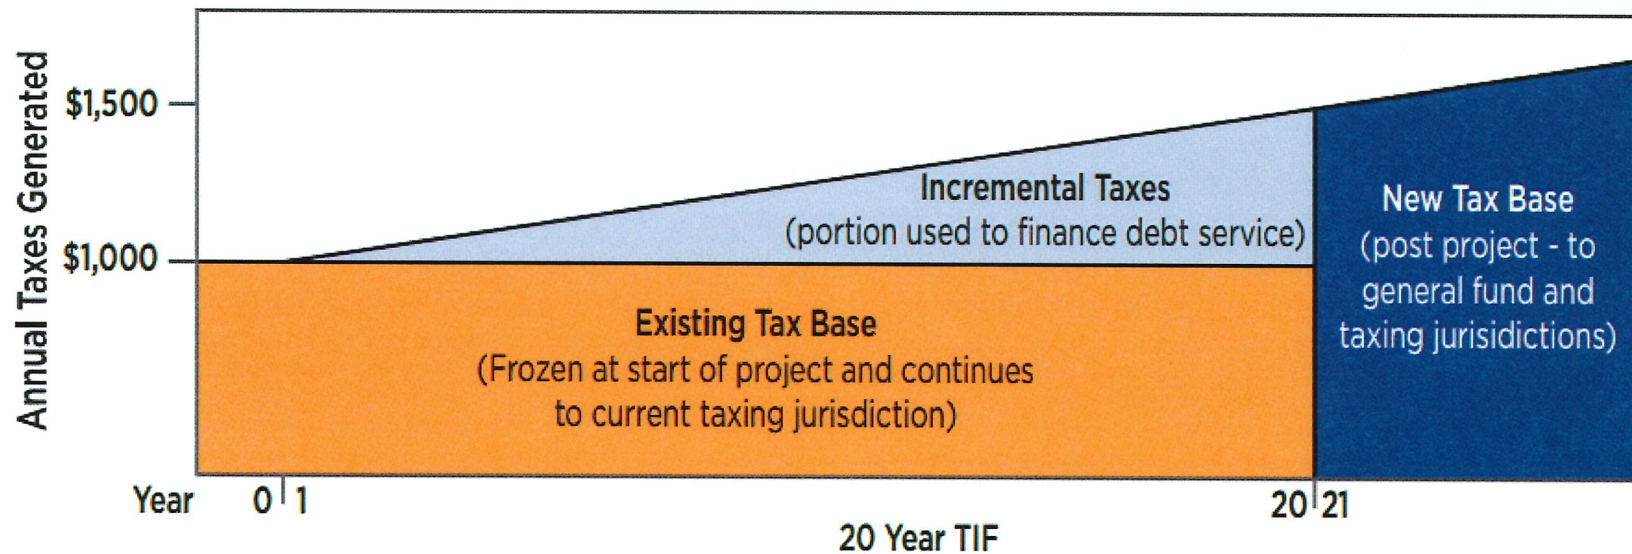 Annual Taxes Generated
$1,500
$1,000
Incremental Taxes
(portion used to finance debt service)
Existing Tax Base
(Frozen at start of project and continues
to current taxing jurisdiction)
New Tax Base
(post project - to
general fund and
taxing jurisidictions)
Year 0 1 20 21
20 Year TIF